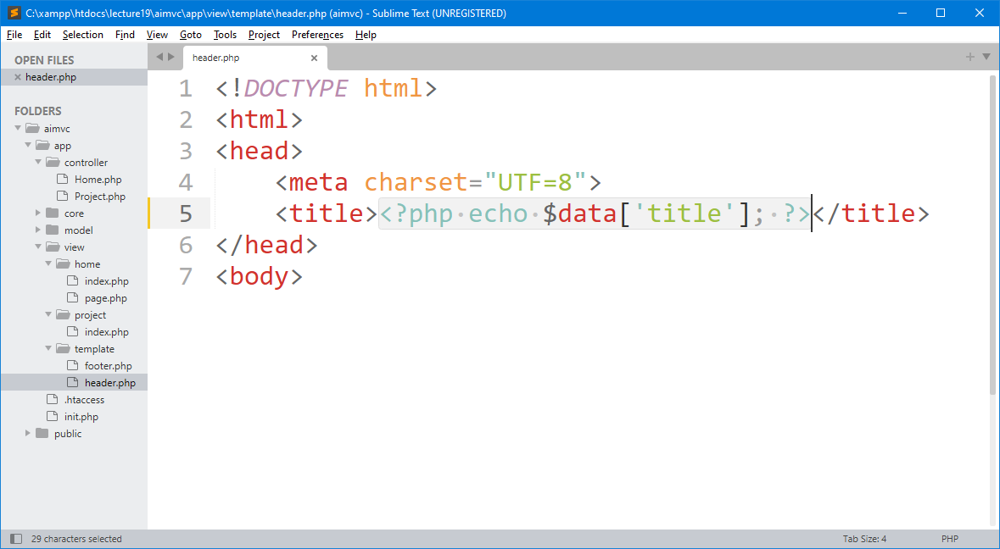 C:\xampp\htdocs\lecture19\aimvc\app\view\template\header.php (aimvc) - Sublime Text (UNREGISTERED)
File Edit Selection Find View Goto Tools Project Preferences Help
OPEN FILES
header.php
FOLDERS
aimvc
app
controller
Home.php
Project.php
core
model
view
home
index.php
page.php
project
index.php
template
footer.php
header.php
.htaccess
init.php
public
header.php
1 <!DOCTYPE html>
2 <html>
3 <head>
4 <meta charset="UTF=8">
5 <title><?php echo $data['title']; ?></title>
6 </head>
7 <body>
29 characters selected
Tab Size: 4
PHP